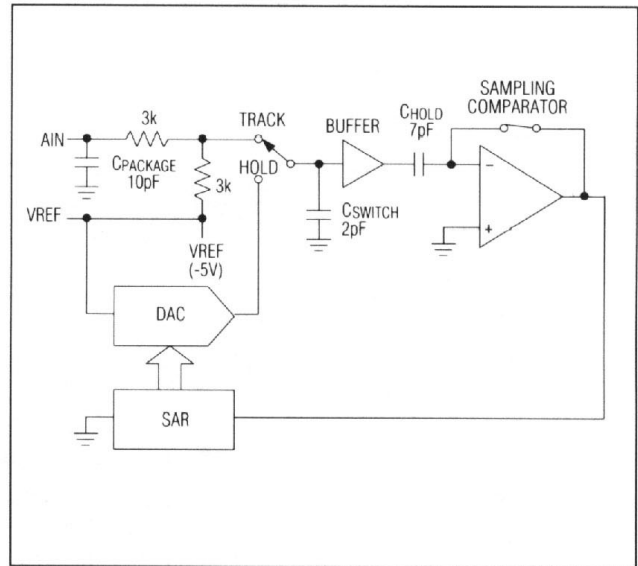 SAMPLING
COMPARATOR
TRACK
BUFFER
CHOLD
7pF
3k
AIN
CPACKAGE
10pF
HOLD
3k
CSWITCH
2pF
VREF
VREF
(-5V)
DAC
SAR
−
+